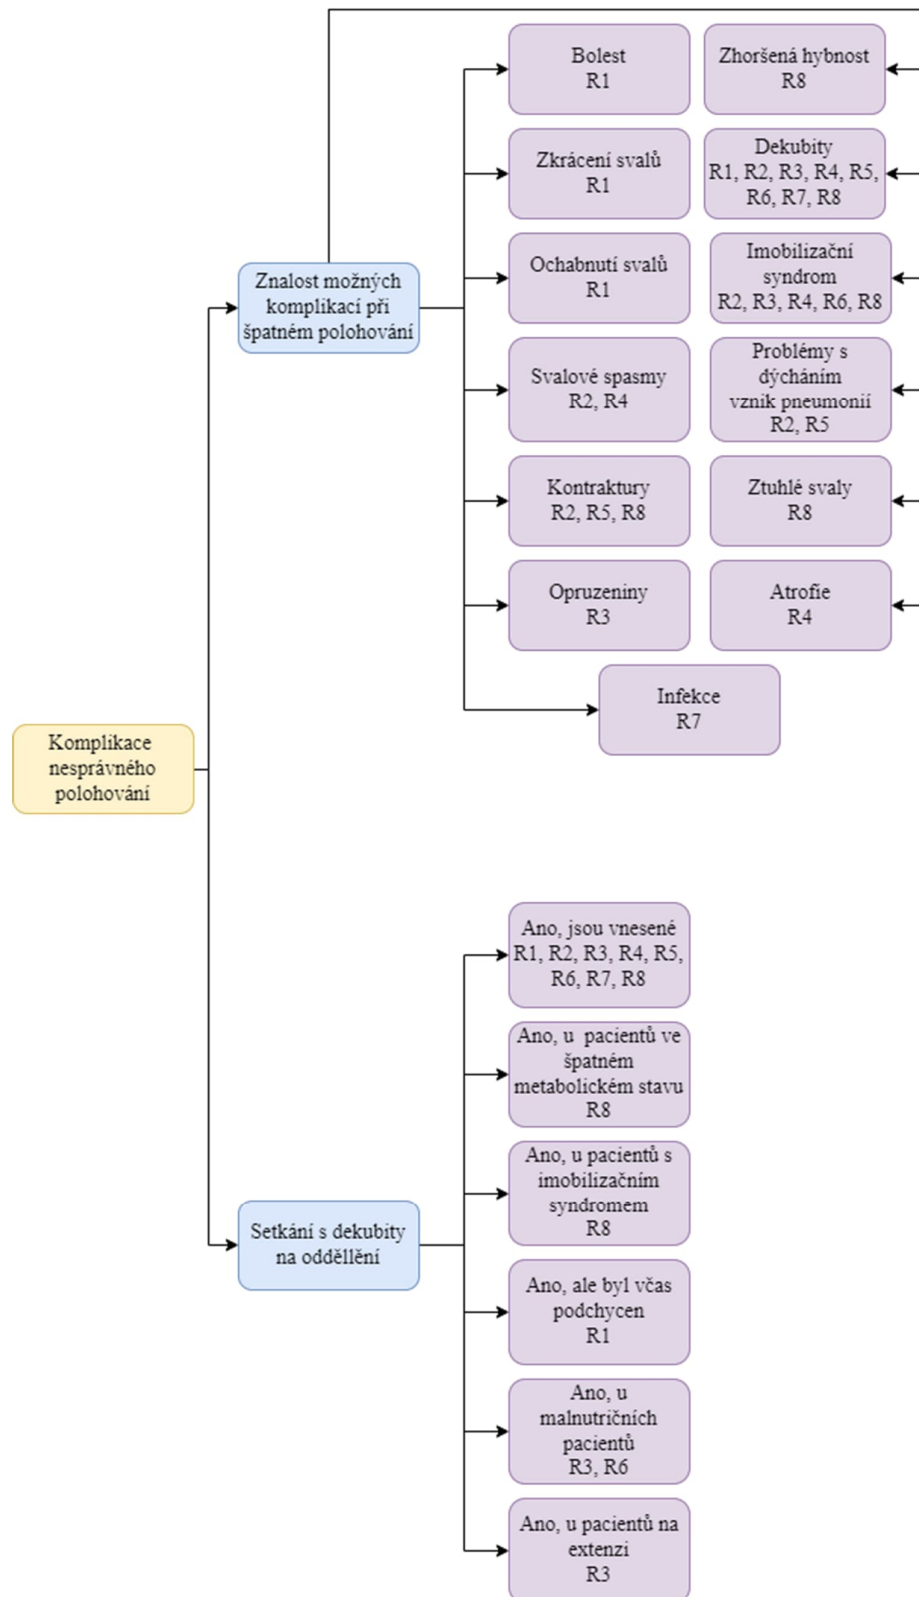 Bolest
R1
Zhoršená hybnost
R8
Zkrácení svalů
R1
Dekubity
R1, R2, R3, R4, R5,
R6, R7, R8
Znalost možných
komplikací při
špatném polohování
Ochabnutí svalů
R1
Imobilizační
syndrom
R2, R3, R4, R6, R8
Svalové spasmy
R2, R4
Problémy s
dýcháním
vznik pneumonií
R2, R5
Kontraktury
R2, R5, R8
Ztuhlé svaly
R8
Opruzeniny
R3
Atrofie
R4
Infekce
R7
Komplikace
nesprávného
polohování
Ano, jsou vnesené
R1, R2, R3, R4, R5,
R6, R7, R8
Ano, u pacientů ve
špatném
metabolickém stavu
R8
Ano, u pacientů s
imobilizačním
syndromem
R8
Setkání s dekubity
na odděllění
Ano, ale byl včas
podchycen
R1
Ano, u
malnutričních
pacientů
R3, R6
Ano, u pacientů na
extenzi
R3